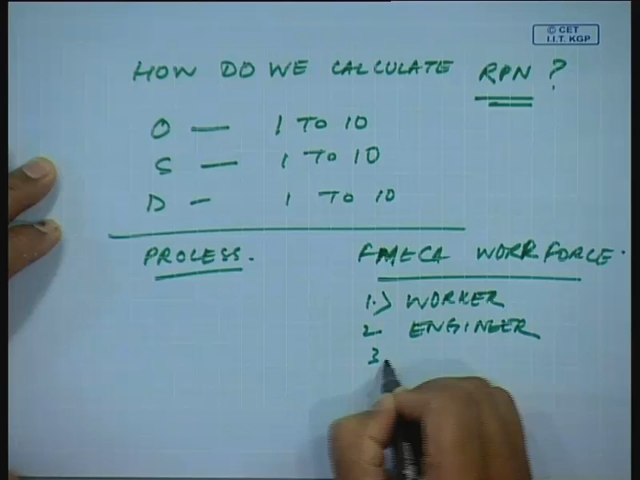 © CET
I.I.T. KGP
HOW DO WE CALCULATE RPN ?
O — 1 TO 10
S — 1 TO 10
D - 1 TO 10
PROCESS.
FMECA WORKFORCE.
1.) WORKER
2 ENGINEER
3